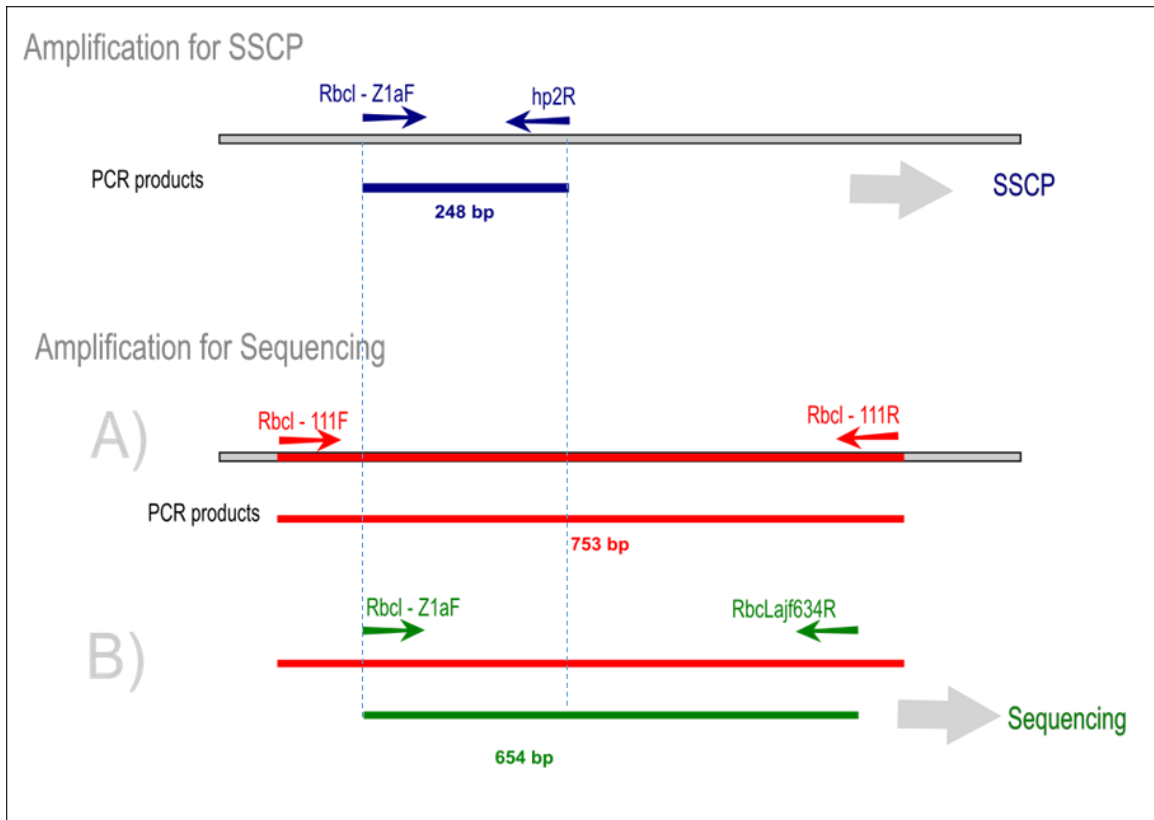 Amplification for SSCP
Rbcl - Z1aF
hp2R
PCR products
SSCP
248 bp
Amplification for Sequencing
A)
Rbcl - 111F
Rbcl - 111R
PCR products
753 bp
B)
Rbcl - Z1aF
RbcLajf634R
Sequencing
654 bp